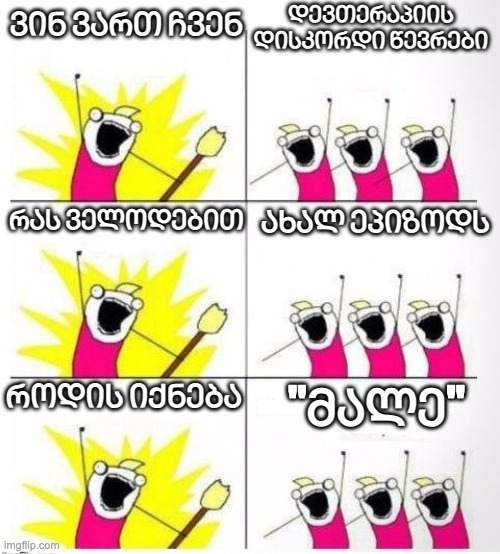 ვინ ვართ ჩვენ
დევთერაპიის
დისკორდი წევრები
რას ველოდებით
ახალ ეპიზოდს
როდის იქნება
"მალე"
imgflip.com